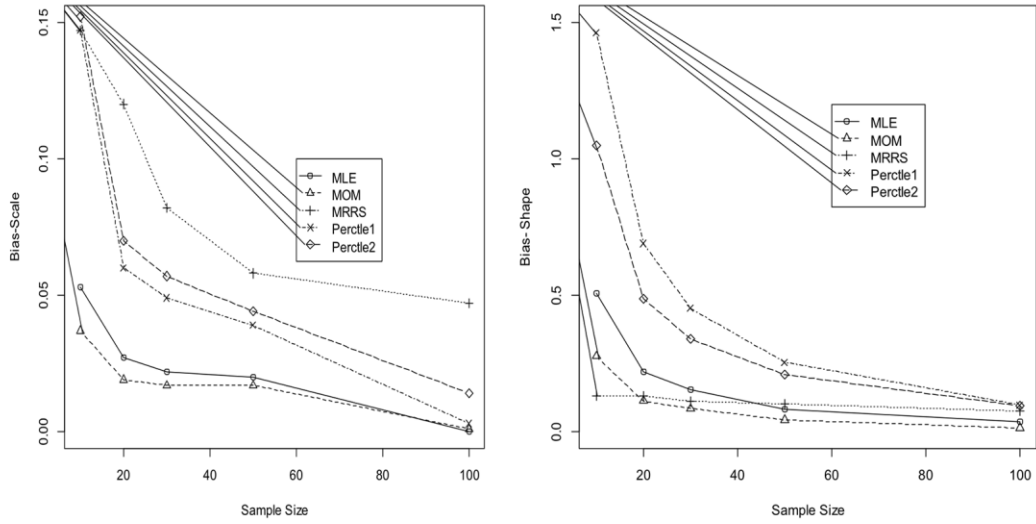 0.15
0.10
0.05
0.00
Bias-Scale
MLE
MOM
MRRS
Perctle1
Perctle2
20 40 60 80 100
Sample Size
1.5
1.0
0.5
0.0
Bias- Shape
MLE
MOM
MRRS
Perctle1
Perctle2
20 40 60 80 100
Sample Size